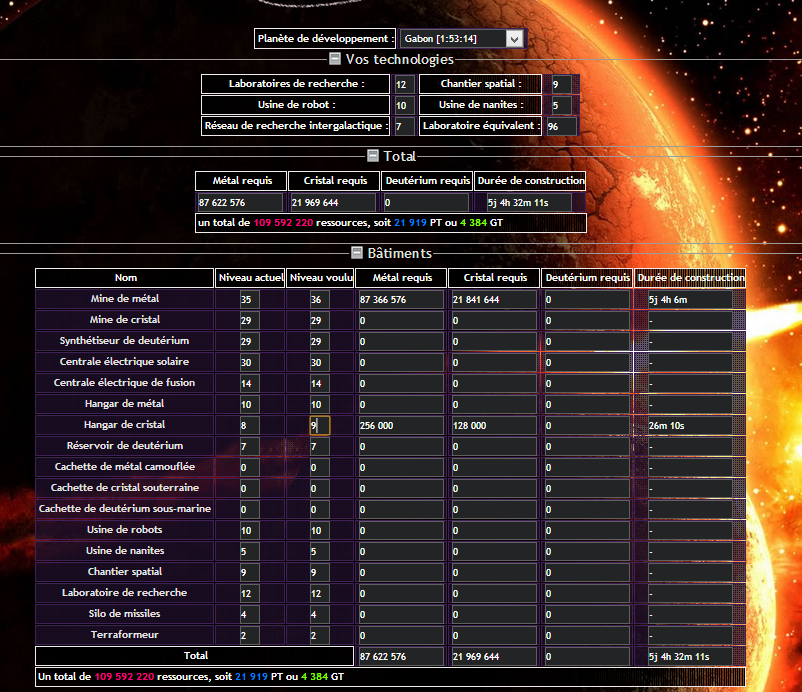 Planète de développement : Gabon [1:53:14]
Vos technologies
Laboratoires de recherche : 12 Chantier spatial : 9
Usine de robot : 10 Usine de nanites : 5
Réseau de recherche intergalactique : 7 Laboratoire équivalent : 96
Total
Métal requis Cristal requis Deutérium requis Durée de construction
87 622 576 21 969 644 0 5j 4h 32m 11s
un total de 109 592 220 ressources, soit 21 919 PT ou 4 384 GT
Bâtiments
Nom Niveau actuel Niveau voulu Métal requis Cristal requis Deutérium requis Durée de construction
Mine de métal 35 36 87 366 576 21 841 644 0 5j 4h 6m
Mine de cristal 29 29 0 0 0 -
Synthétiseur de deutérium 29 29 0 0 0 -
Centrale électrique solaire 30 30 0 0 0 -
Centrale électrique de fusion 14 14 0 0 0 -
Hangar de métal 10 10 0 0 0 -
Hangar de cristal 8 9 256 000 128 000 0 26m 10s
Réservoir de deutérium 7 7 0 0 0 -
Cachette de métal camouflée 0 0 0 0 0 -
Cachette de cristal souterraine 0 0 0 0 0 -
Cachette de deutérium sous-marine 0 0 0 0 0 -
Usine de robots 10 10 0 0 0 -
Usine de nanites 5 5 0 0 0 -
Chantier spatial 9 9 0 0 0 -
Laboratoire de recherche 12 12 0 0 0 -
Silo de missiles 4 4 0 0 0 -
Terraformeur 2 2 0 0 0 -
Total 87 622 576 21 969 644 0 5j 4h 32m 11s
Un total de 109 592 220 ressources, soit 21 919 PT ou 4 384 GT